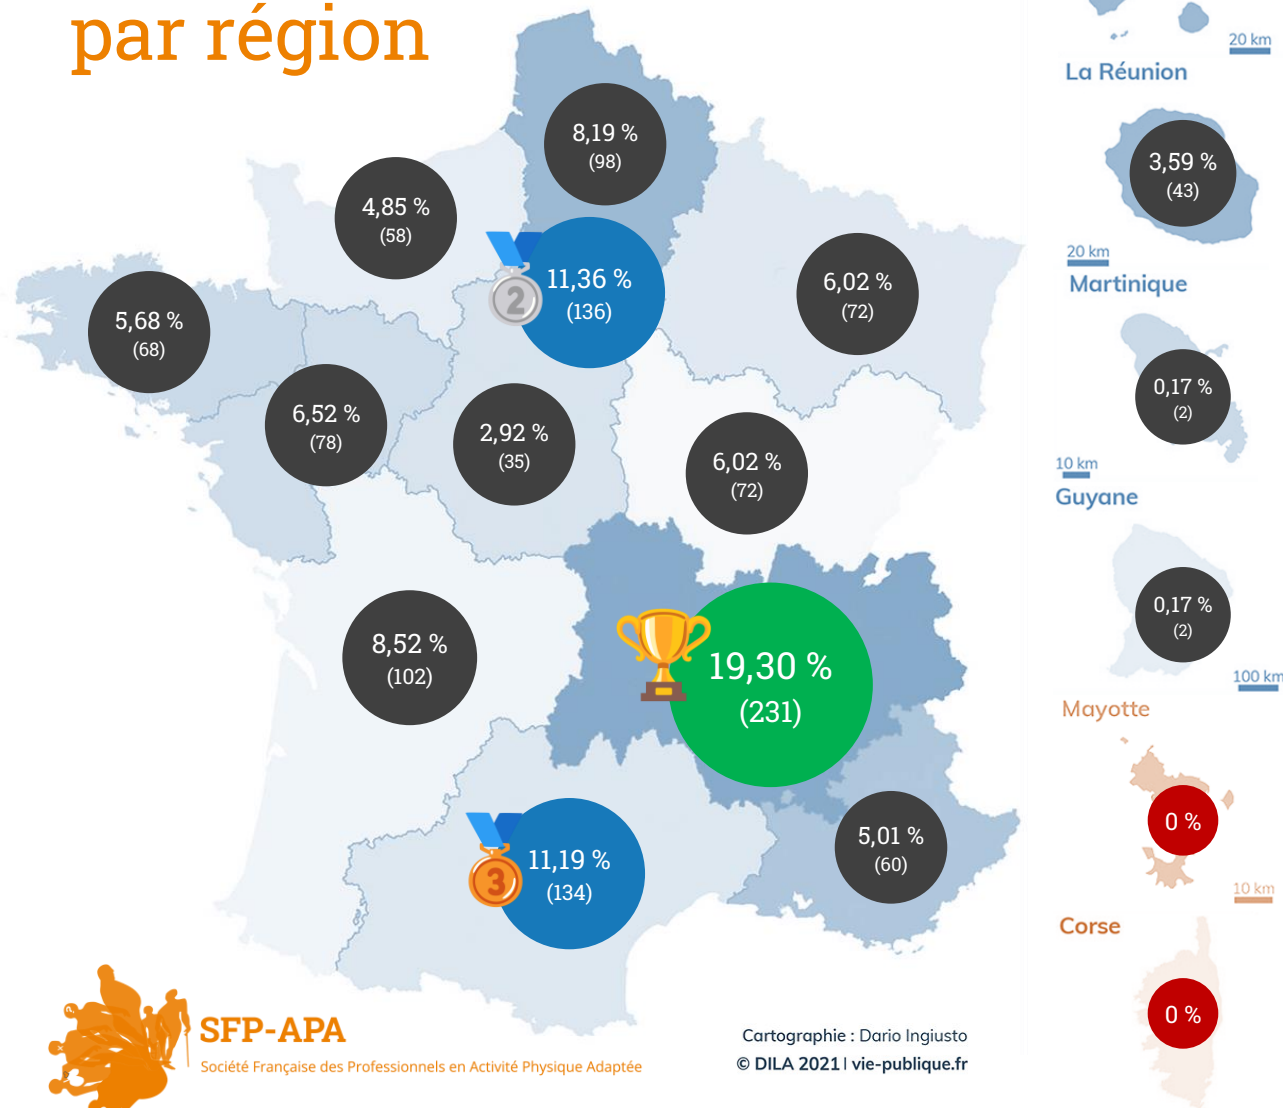 par région
20 km
La Réunion
8,19 %
(98)
3,59 %
(43)
4,85 %
(58)
20 km
Martinique
2
11,36 %
(136)
6,02 %
(72)
5,68 %
(68)
0,17 %
(2)
6,52 %
(78)
2,92 %
(35)
6,02 %
(72)
10 km
Guyane
0,17 %
(2)
8,52 %
(102)
19,30 %
(231)
100 km
Mayotte
0 %
5,01 %
(60)
3
11,19 %
(134)
10 km
Corse
0 %
SFP-APA
Société Française des Professionnels en Activité Physique Adaptée
Cartographie : Dario Ingiusto
© DILA 2021 | vie-publique.fr